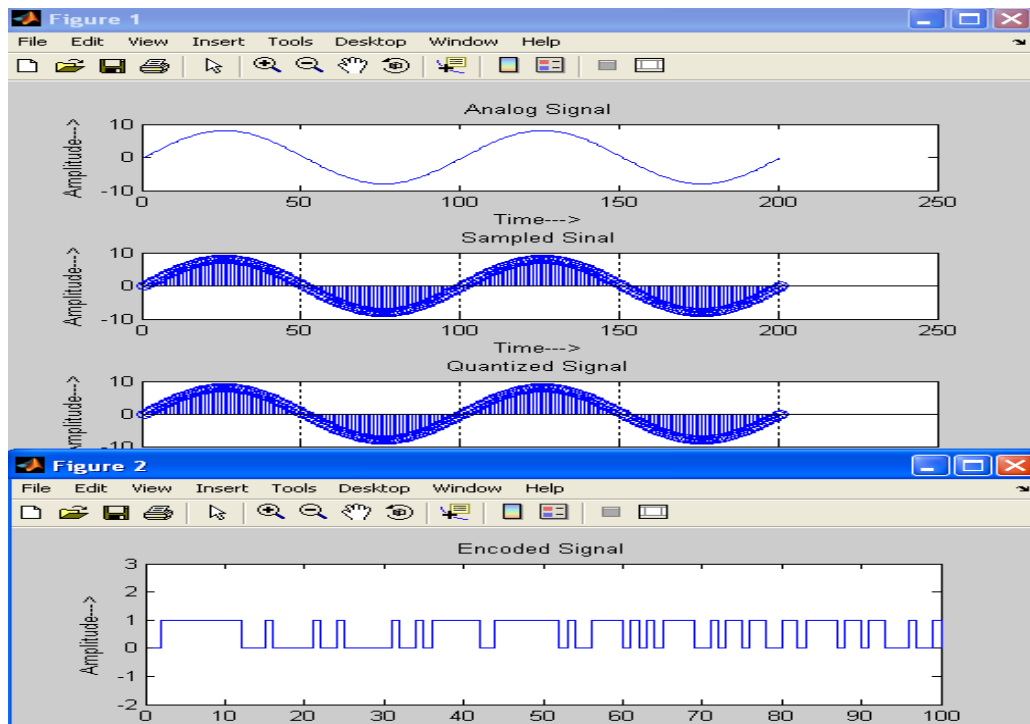 Figure 1
File Edit View Insert Tools Desktop Window Help
Analog Signal
Amplitude--->
10
0
-10
0 50 100 150 200 250
Time--->
Sampled Sinal
Amplitude--->
10
0
-10
0 50 100 150 200 250
Time--->
Quantized Signal
Amplitude--->
10
0
-10
Figure 2
File Edit View Insert Tools Desktop Window Help
Encoded Signal
Amplitude--->
3
2
1
0
-1
-2
0 10 20 30 40 50 60 70 80 90 100